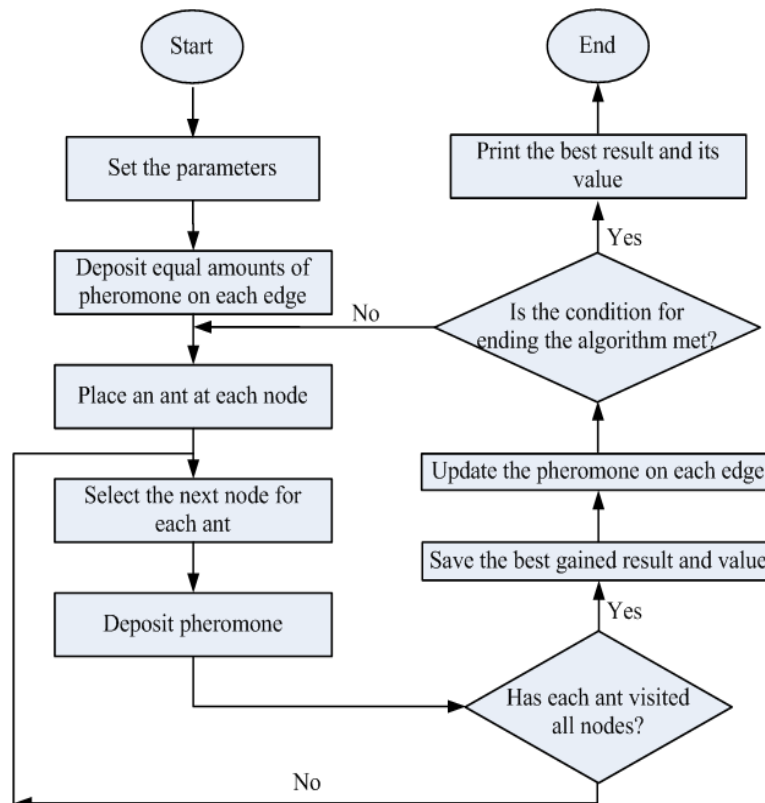 Start
Set the parameters
Deposit equal amounts of
pheromone on each edge
Place an ant at each node
Select the next node for
each ant
Deposit pheromone
Has each ant visited
all nodes?
No
Yes
Save the best gained result and value
Update the pheromone on each edge
Is the condition for
ending the algorithm met?
No
Yes
Print the best result and its
value
End